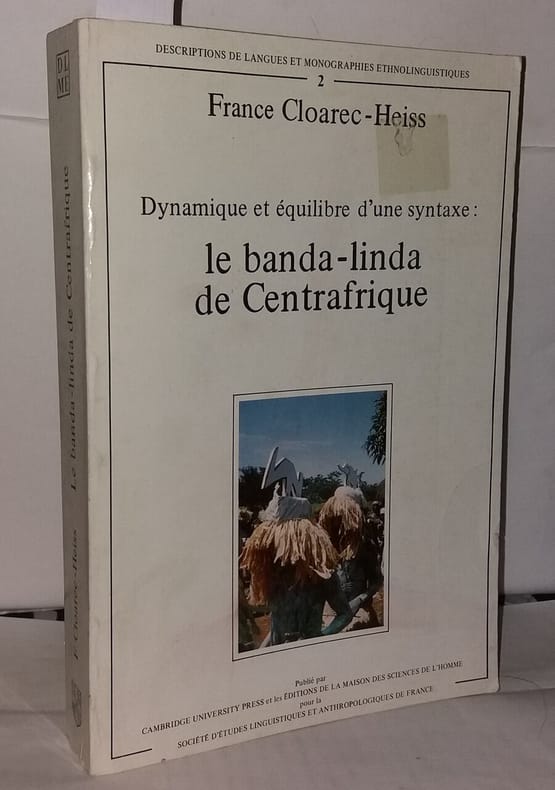 DESCRIPTIONS DE LANGUES ET MONOGRAPHIES ETHNOLINGUISTIQUES
2
France Cloarec-Heiss
Dynamique et équilibre d'une syntaxe :
le banda-linda
de Centrafrique
Publié par
CAMBRIDGE UNIVERSITY PRESS et les ÉDITIONS DE LA MAISON DES SCIENCES DE L'HOMME
pour la
SOCIÉTÉ D'ÉTUDES LINGUISTIQUES ET ANTHROPOLOGIQUES DE FRANCE
DL
ME
Le banda-linda de Centrafrique
F. Cloarec-Heiss